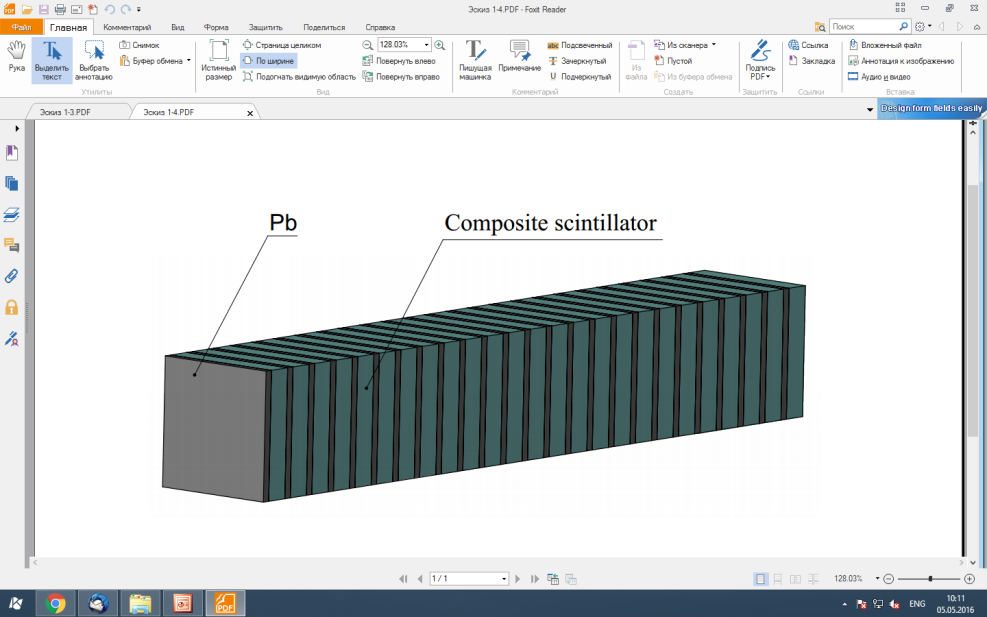 Эскиз 1-4.PDF - Foxit Reader
Файл Главная Комментарий Вид Форма Защитить Поделиться Справка Поиск
Рука
Выделить текст
Выбрать аннотацию
Снимок
Буфер обмена
Утилиты
Истинный размер
Страница целиком
По ширине
Подогнать видимую область
128.03%
Повернуть влево
Повернуть вправо
Вид
Пишущая машинка
Примечание
Подсвеченный
Зачеркнутый
Подчеркнутый
Комментарий
Из файла
Из сканера
Пустой
Из буфера обмена
Создать
Подпись PDF
Защитить
Ссылка
Закладка
Ссылки
Вложенный файл
Аннотация к изображению
Аудио и видео
Вставка
Эскиз 1-3.PDF Эскиз 1-4.PDF
Design form fields easily
Pb Composite scintillator
1 / 1 128.03%
PDF ENG 10:11
05.05.2016